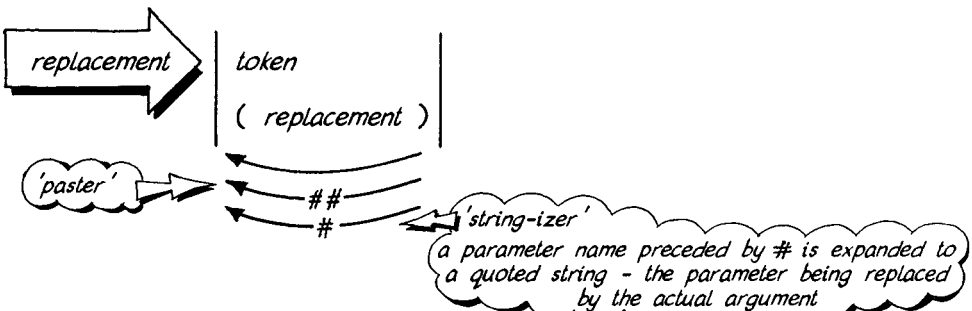 replacement
token
( replacement )
'paster'
##
#
'string-izer'
a parameter name preceded by # is expanded to
a quoted string - the parameter being replaced
by the actual argument